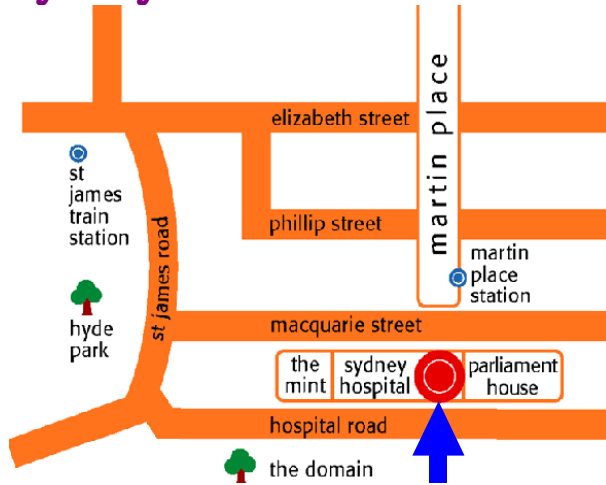 elizabeth street
martin place
st
james
train
station
phillip street
st james road
martin
place
station
hyde
park
macquarie street
the
mint
sydney
hospital
parliament
house
hospital road
the domain